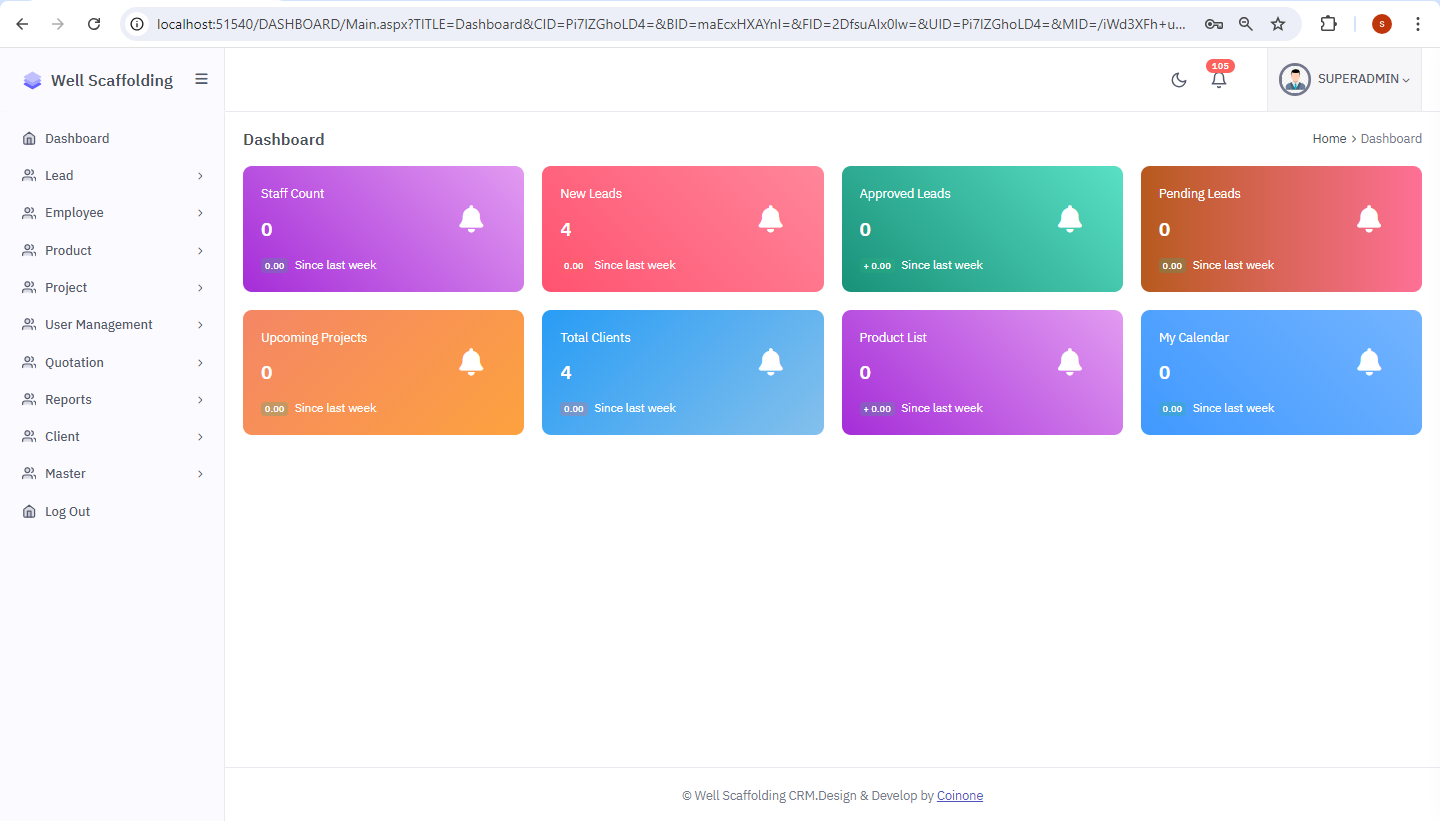 localhost:51540/DASHBOARD/Main.aspx?TITLE=Dashboard&CID=Pi7IZGhoLD4=&BID=maEcxHXAYnI=&FID=2DfsuAIx0lw=&UID=Pi7IZGhoLD4=&MID=/iWd3XFh+u...
S
Well Scaffolding
105
SUPERADMIN
Dashboard
Lead
Employee
Product
Project
User Management
Quotation
Reports
Client
Master
Log Out
Dashboard
Home > Dashboard
Staff Count
0
0.00 Since last week
New Leads
4
0.00 Since last week
Approved Leads
0
+ 0.00 Since last week
Pending Leads
0
0.00 Since last week
Upcoming Projects
0
0.00 Since last week
Total Clients
4
0.00 Since last week
Product List
0
+ 0.00 Since last week
My Calendar
0
0.00 Since last week
© Well Scaffolding CRM.Design & Develop by Coinone